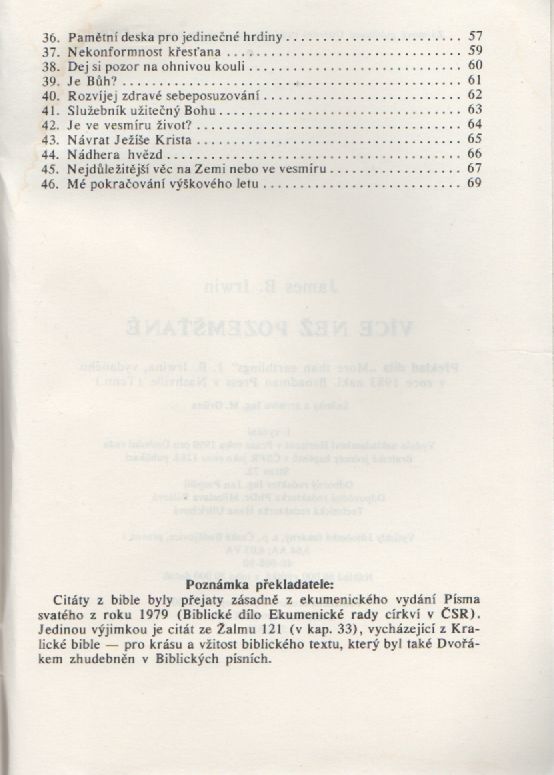 36. Pamětní deska pro jedinečné hrdiny . . . . . . . . . . . . . . . . . . . . . . . . 57
37. Nekonformnost křesťana . . . . . . . . . . . . . . . . . . . . . . . . . . . . . . . . 59
38. Dej si pozor na ohnivou kouli . . . . . . . . . . . . . . . . . . . . . . . . . . . . . 60
39. Je Bůh? . . . . . . . . . . . . . . . . . . . . . . . . . . . . . . . . . . . . . . . . . . . . . 61
40. Rozvíjej zdravé sebeposuzování . . . . . . . . . . . . . . . . . . . . . . . . . . . 62
41. Služebník užitečný Bohu . . . . . . . . . . . . . . . . . . . . . . . . . . . . . . . . . 63
42. Je ve vesmíru život? . . . . . . . . . . . . . . . . . . . . . . . . . . . . . . . . . . . . 64
43. Návrat Ježíše Krista . . . . . . . . . . . . . . . . . . . . . . . . . . . . . . . . . . . . 65
44. Nádhera hvězd . . . . . . . . . . . . . . . . . . . . . . . . . . . . . . . . . . . . . . . . 66
45. Nejdůležitější věc na Zemi nebo ve vesmíru . . . . . . . . . . . . . . . . . . 67
46. Mé pokračování výškového letu . . . . . . . . . . . . . . . . . . . . . . . . . . . 69
James B. Irwin
VÍCE NEŽ POZEMŠŤANÉ
Poznámka překladatele:
Citáty z bible byly přejaty zásadně z ekumenického vydání Písma
svatého z roku 1979 (Biblické dílo Ekumenické rady církví v ČSR).
Jedinou výjimkou je citát ze Žalmu 121 (v kap. 33), vycházející z Kra-
lické bible — pro krásu a vžitost biblického textu, který byl také Dvořá-
kem zhudebněn v Biblických písních.